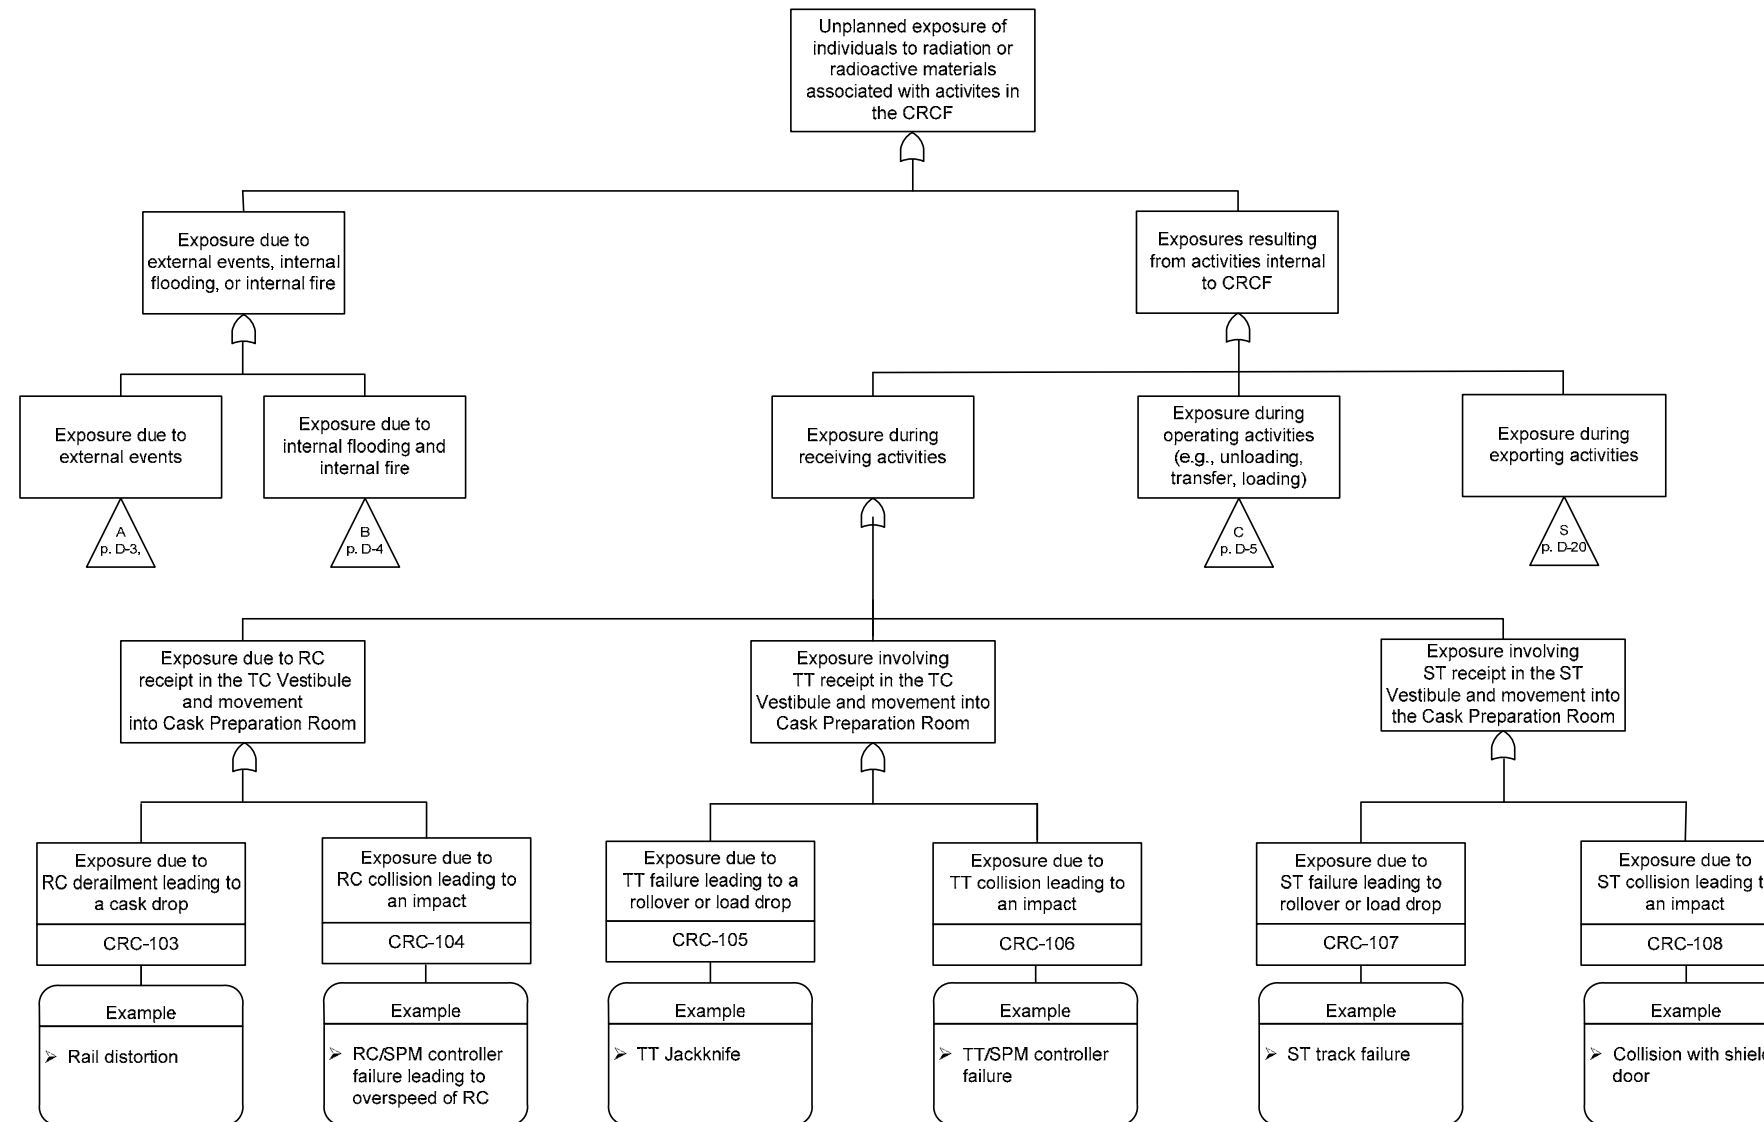 Unplanned exposure of
individuals to radiation or
radioactive materials
associated with activites in
the CRCF
Exposure due to
external events, internal
flooding, or internal fire
Exposures resulting
from activities internal
to CRCF
Exposure due to
external events
Exposure due to
internal flooding and
internal fire
Exposure during
receiving activities
Exposure during
operating activities
(e.g., unloading,
transfer, loading)
Exposure during
exporting activities
A
p. D-3,
B
p. D-4
C
p. D-5
S
p. D-20
Exposure due to RC
receipt in the TC Vestibule
and movement
into Cask Preparation Room
Exposure involving
TT receipt in the TC
Vestibule and movement into
Cask Preparation Room
Exposure involving
ST receipt in the ST
Vestibule and movement into
the Cask Preparation Room
Exposure due to
RC derailment leading to
a cask drop
CRC-103
Exposure due to
RC collision leading to
an impact
CRC-104
Exposure due to
TT failure leading to a
rollover or load drop
CRC-105
Exposure due to
TT collision leading to
an impact
CRC-106
Exposure due to
ST failure leading to
rollover or load drop
CRC-107
Exposure due to
ST collision leading
an impact
CRC-108
Example
➢ Rail distortion
Example
➢ RC/SPM controller
failure leading to
overspeed of RC
Example
➢ TT Jackknife
Example
➢ TT/SPM controller
failure
Example
➢ ST track failure
Example
➢ Collision with shiel
door